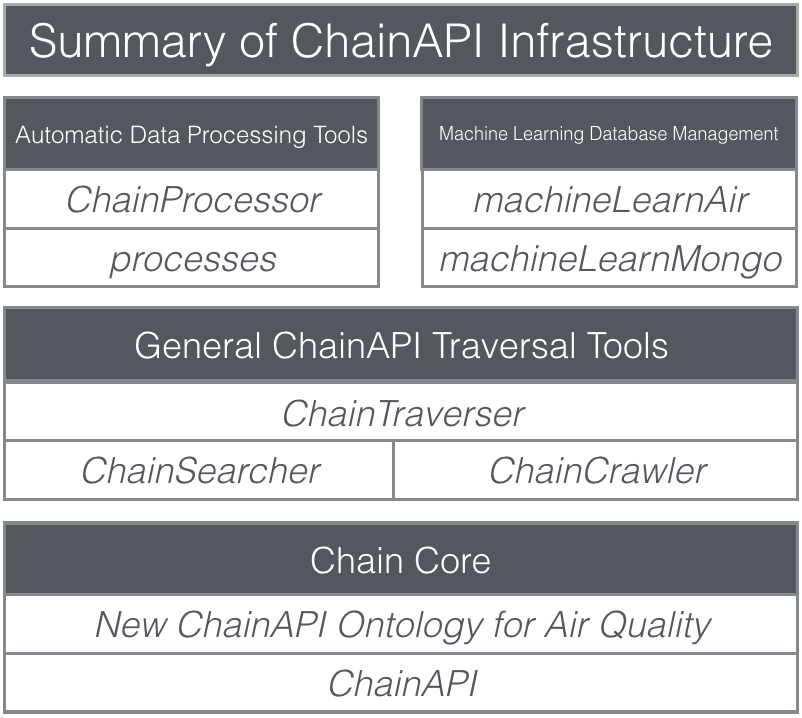 Summary of ChainAPI Infrastructure
Automatic Data Processing Tools
ChainProcessor
processes
Machine Learning Database Management
machineLearnAir
machineLearnMongo
General ChainAPI Traversal Tools
ChainTraverser
ChainSearcher
ChainCrawler
Chain Core
New ChainAPI Ontology for Air Quality
ChainAPI